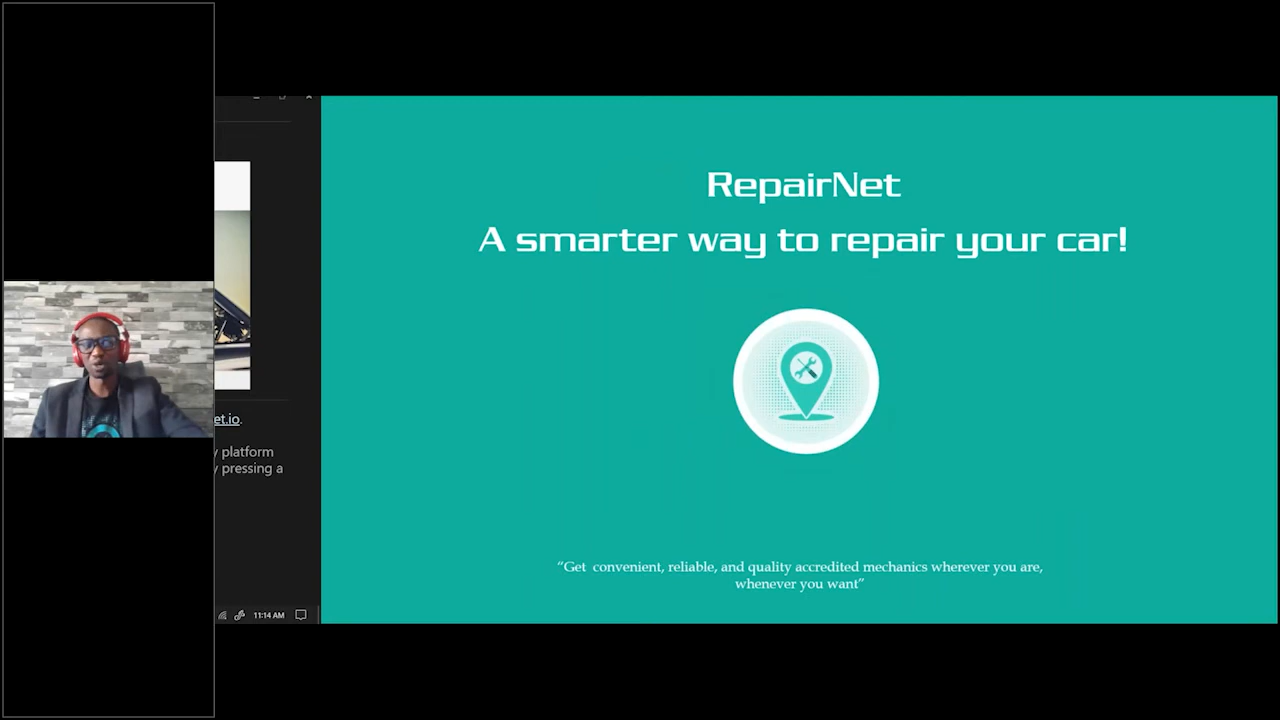 RepairNet
A smarter way to repair your car!
“Get convenient, reliable, and quality accredited mechanics wherever you are,
whenever you want”
et.io.
platform
pressing a
11:14 AM